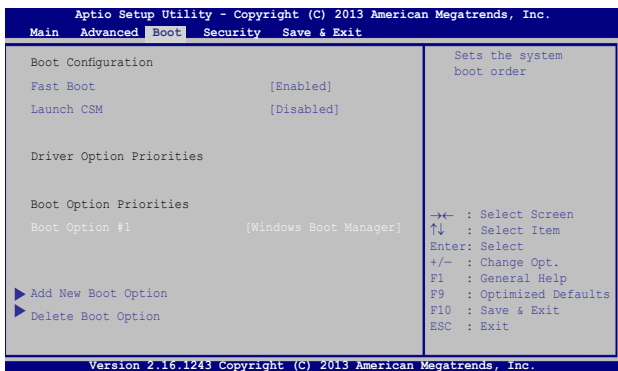 Aptio Setup Utility - Copyright (C) 2013 American Megatrends, Inc.
Main Advanced Boot Security Save & Exit
Boot Configuration
Fast Boot [Enabled]
Launch CSM [Disabled]
Driver Option Priorities
Boot Option Priorities
Boot Option #1 [Windows Boot Manager]
Add New Boot Option
Delete Boot Option
Sets the system
boot order
→← : Select Screen
↑↓ : Select Item
Enter: Select
+/— : Change Opt.
F1 : General Help
F9 : Optimized Defaults
F10 : Save & Exit
ESC : Exit
Version 2.16.1243 Copyright (C) 2013 American Megatrends, Inc.